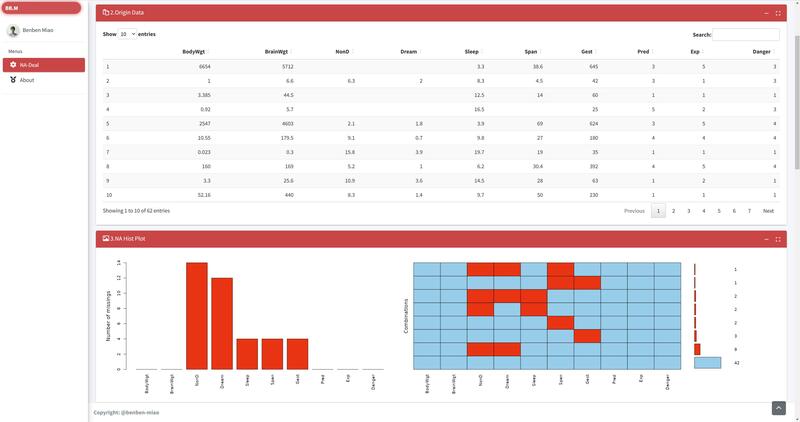 BB.M
Benben Miao
Menus
NA-Deal
About
2.Origin Data
Show 10 entries
Search:
BodyWgt BrainWgt NonD Dream Sleep Span Gest Pred Exp Danger
1 6654 5712 3.3 38.6 645 3 5 3
2 1 6.6 6.3 2 8.3 4.5 42 3 1 3
3 3.385 44.5 12.5 14 60 1 1 1
4 0.92 5.7 16.5 25 5 2 3
5 2547 4603 2.1 1.8 3.9 69 624 3 5 4
6 10.55 179.5 9.1 0.7 9.8 27 180 4 4 4
7 0.023 0.3 15.8 3.9 19.7 19 35 1 1 1
8 160 169 5.2 1 6.2 30.4 392 4 5 4
9 3.3 25.6 10.9 3.6 14.5 28 63 1 2 1
10 52.16 440 8.3 1.4 9.7 50 230 1 1 1
Showing 1 to 10 of 62 entries
Previous 1 2 3 4 5 6 7 Next
3.NA Hist Plot
Number of missings
0 2 4 6 8 10 12 14
BodyWgt BrainWgt NonD Dream Sleep Span Gest Pred Exp Danger
Combinations
BodyWgt BrainWgt NonD Dream Sleep Span Gest Pred Exp Danger
1
1
2
2
2
3
9
42
Copyright: @benben-miao